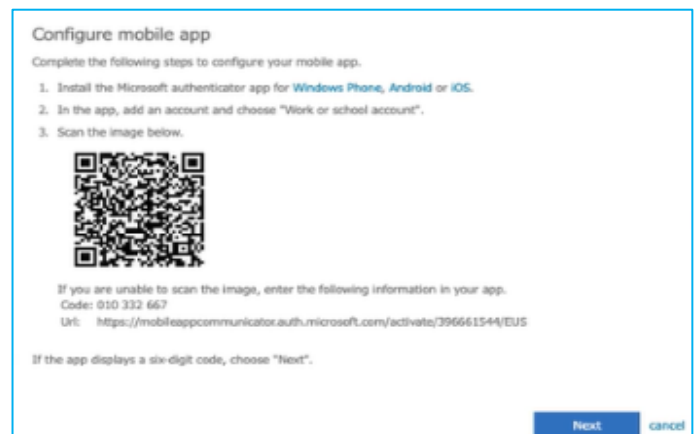 Configure mobile app
Complete the following steps to configure your mobile app.
1. Install the Microsoft authenticator app for Windows Phone, Android or iOS.
2. In the app, add an account and choose "Work or school account".
3. Scan the image below.
If you are unable to scan the image, enter the following information in your app.
Code: 010 332 667
Url: https://mobileappcommunicator.auth.microsoft.com/activate/396661544/EUS
If the app displays a six-digit code, choose "Next".
Next cancel